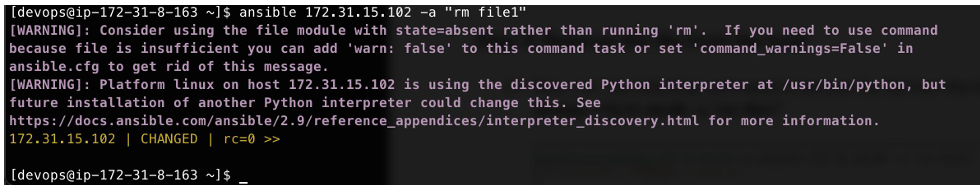 [devops@ip-172-31-8-163 ~]$ ansible 172.31.15.102 -a "rm file1"
[WARNING]: Consider using the file module with state=absent rather than running 'rm'.  If you need to use command
because file is insufficient you can add 'warn: false' to this command task or set 'command_warnings=False' in
ansible.cfg to get rid of this message.
[WARNING]: Platform linux on host 172.31.15.102 is using the discovered Python interpreter at /usr/bin/python, but
future installation of another Python interpreter could change this. See
https://docs.ansible.com/ansible/2.9/reference_appendices/interpreter_discovery.html for more information.
172.31.15.102 | CHANGED | rc=0 >>
[devops@ip-172-31-8-163 ~]$ _